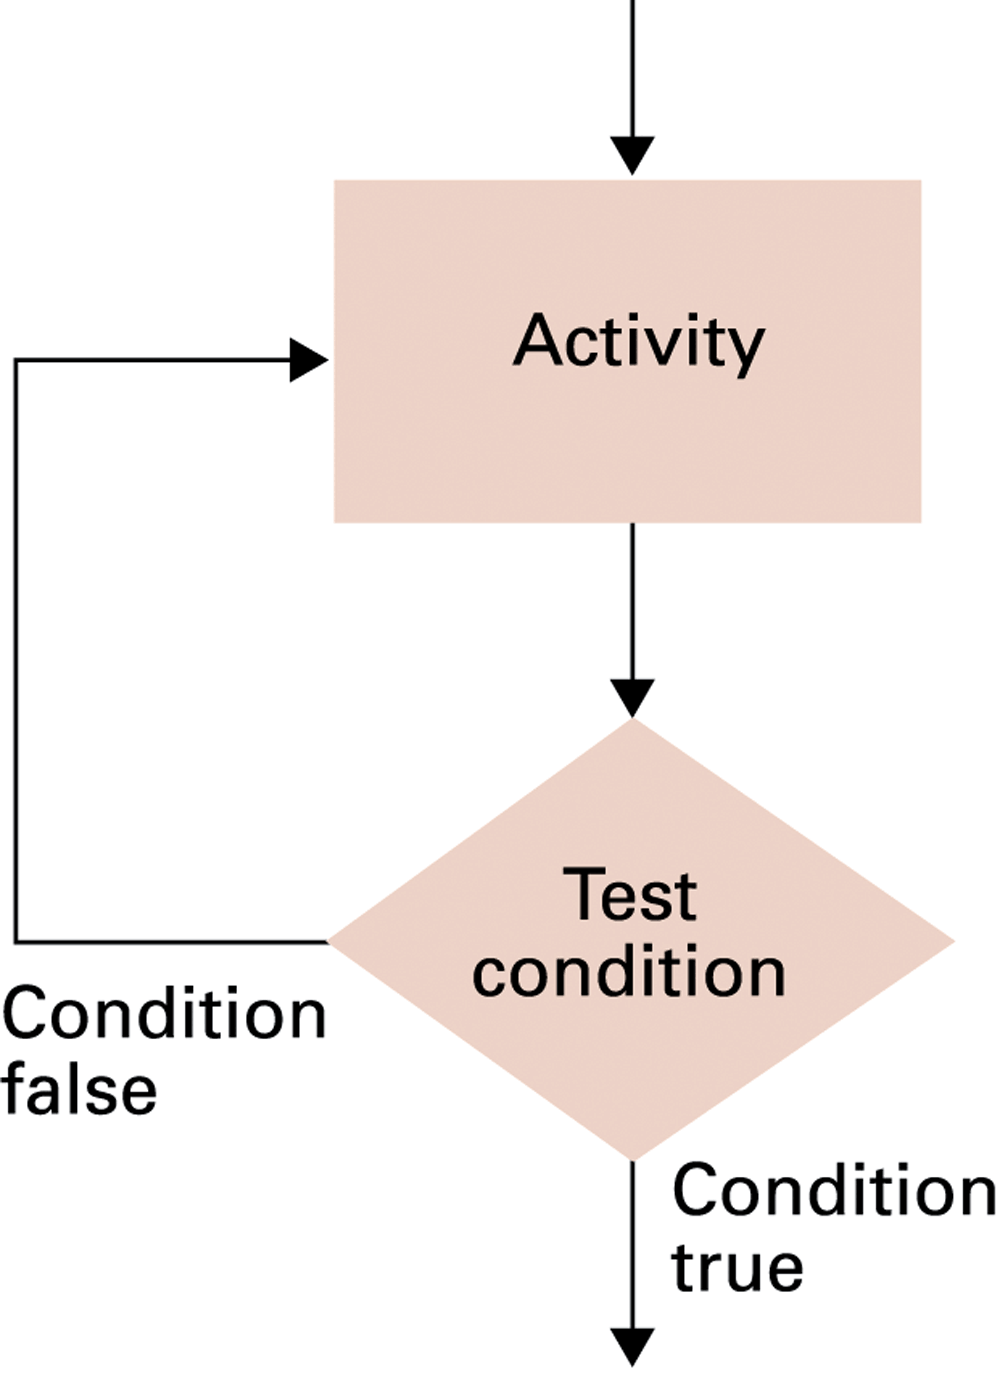 Activity
Test
condition
Condition
false
Condition
true